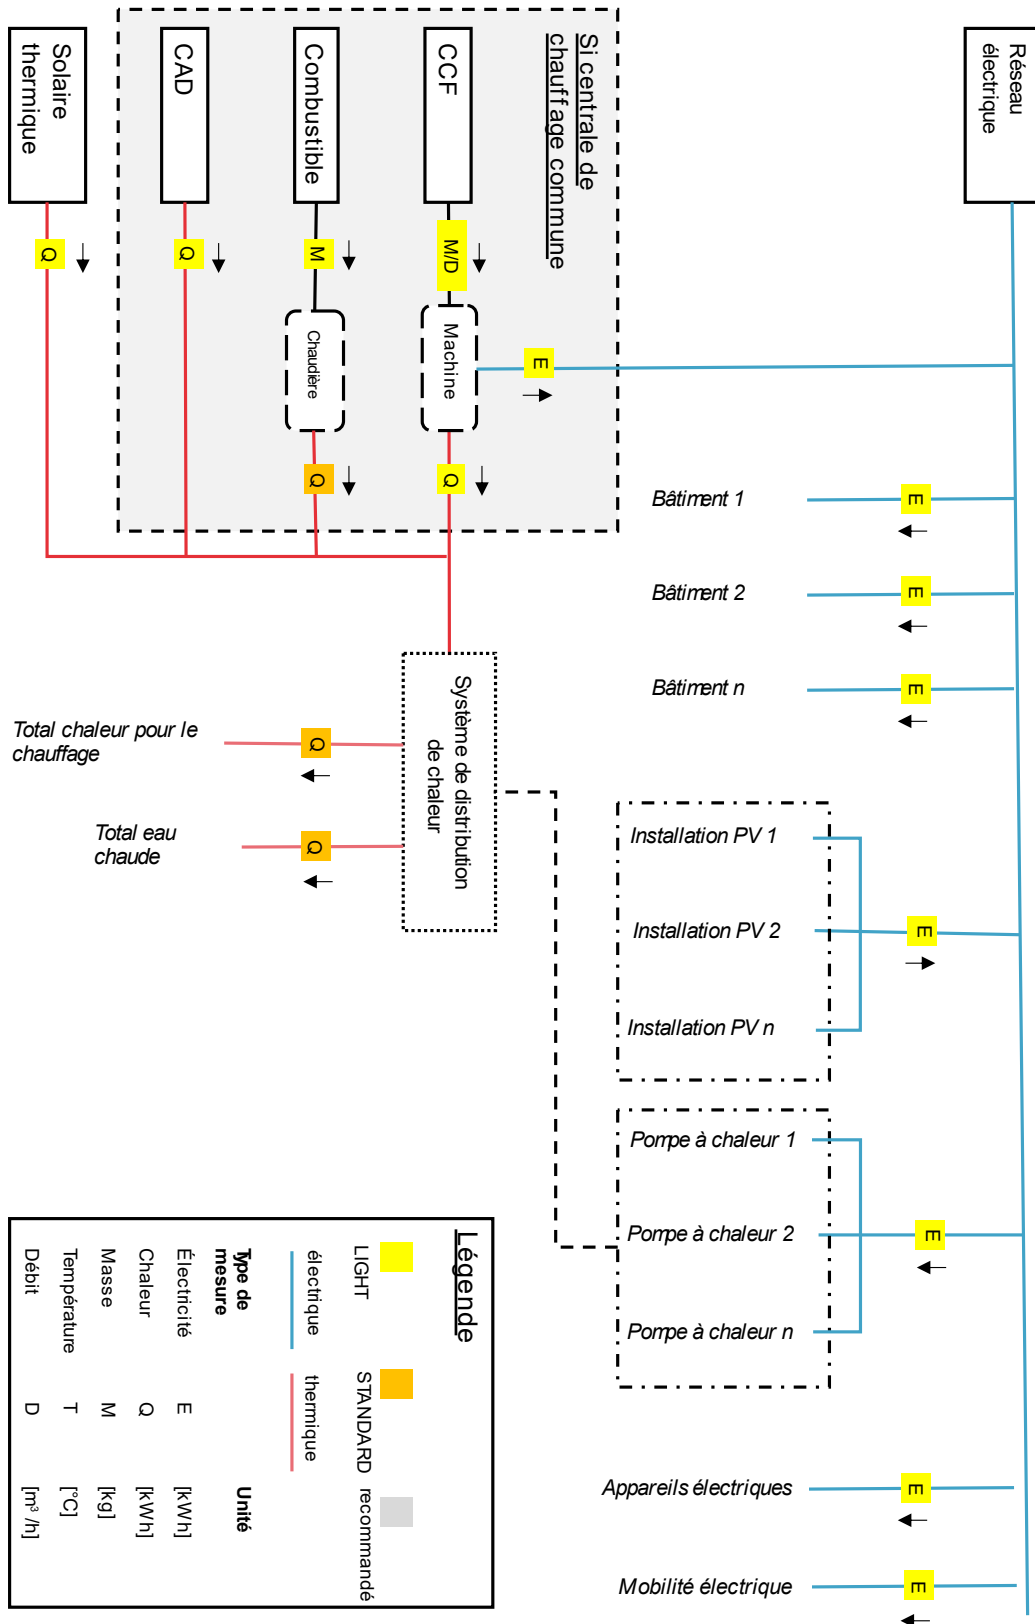 Réseau
électrique
Si centrale de
chauffage commune
CCF
Combustible
CAD
Solaire
thermique
M/D
M
Q
Q
Machine
Chaudière
E
Q
Q
Bâtiment 1
E
Bâtiment 2
E
Bâtiment n
E
Système de distribution
de chaleur
Total chaleur pour le
chauffage
Q
Total eau
chaude
Q
Installation PV 1
Installation PV 2
Installation PV n
E
Pompe à chaleur 1
Pompe à chaleur 2
Pompe à chaleur n
E
Appareils électriques
E
Mobilité électrique
E
Légende
LIGHT
STANDARD
recommandé
électrique
thermique
Type de
mesure
Unité
Électricité E [kWh]
Chaleur Q [kWh]
Masse M [kg]
Température T [°C]
Débit D [m³ /h]